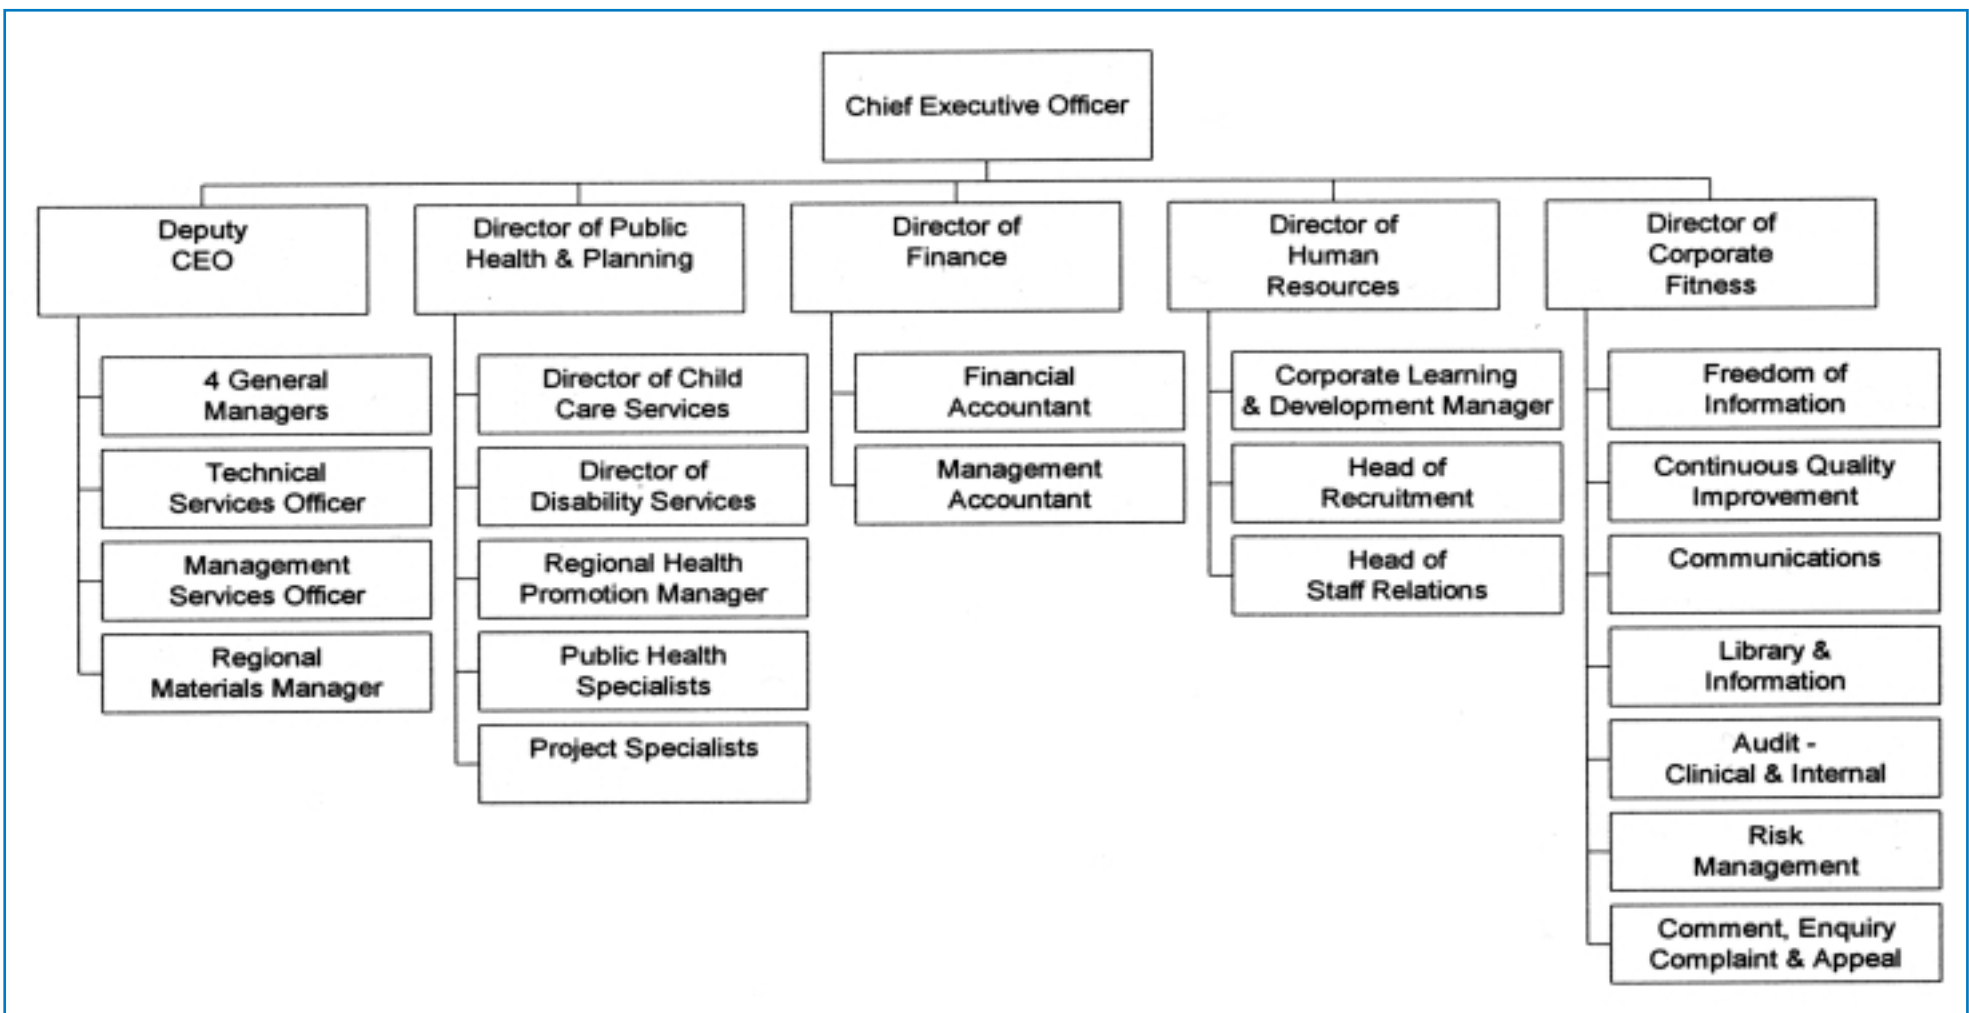 Chief Executive Officer
Deputy
CEO
Director of Public
Health & Planning
Director of
Finance
Director of
Human
Resources
Director of
Corporate
Fitness
4 General
Managers
Technical
Services Officer
Management
Services Officer
Regional
Materials Manager
Director of Child
Care Services
Director of
Disability Services
Regional Health
Promotion Manager
Public Health
Specialists
Project Specialists
Financial
Accountant
Management
Accountant
Corporate Learning
& Development Manager
Head of
Recruitment
Head of
Staff Relations
Freedom of
Information
Continuous Quality
Improvement
Communications
Library &
Information
Audit -
Clinical & Internal
Risk
Management
Comment, Enquiry
Complaint & Appeal